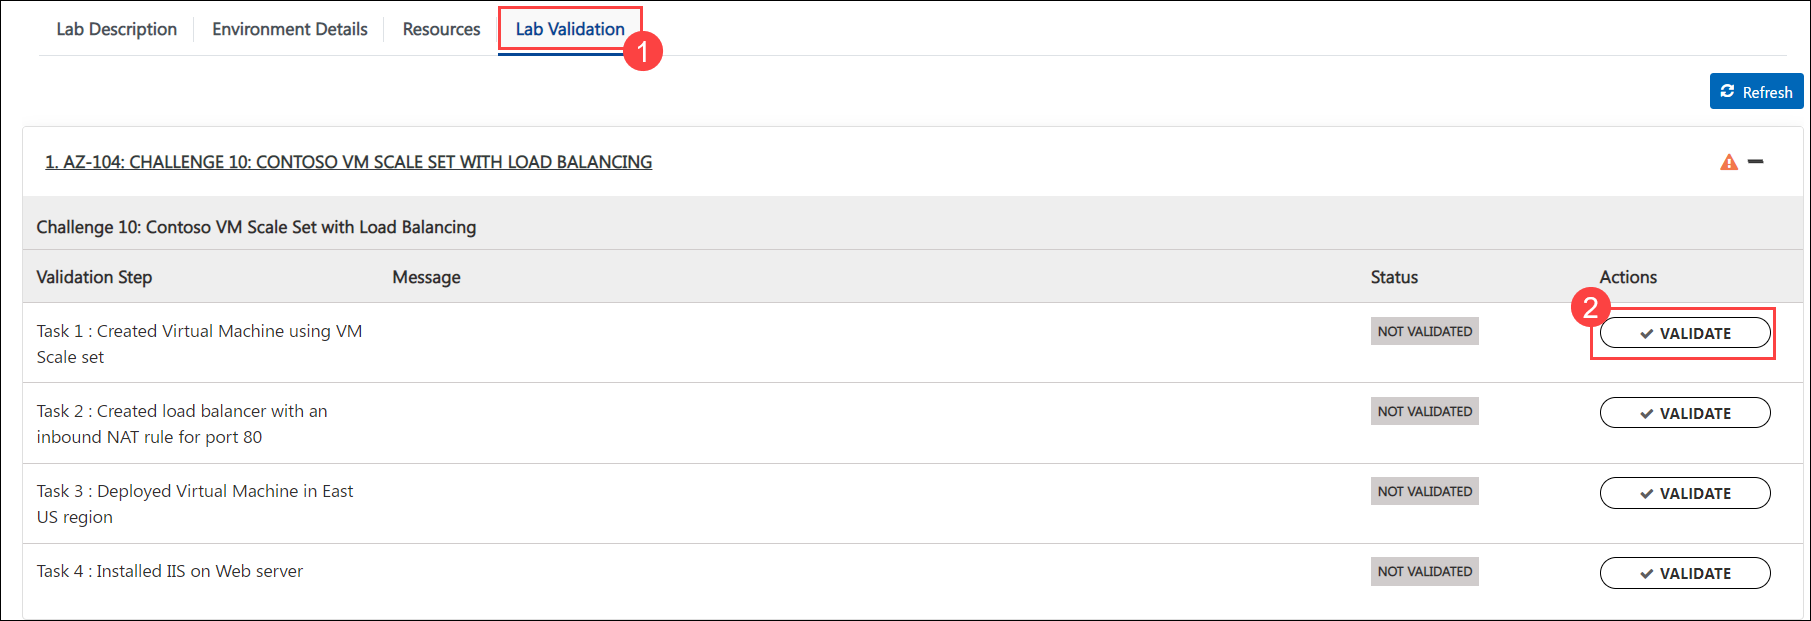 Lab Description Environment Details Resources Lab Validation
1
Refresh
1. AZ-104: CHALLENGE 10: CONTOSO VM SCALE SET WITH LOAD BALANCING
Challenge 10: Contoso VM Scale Set with Load Balancing
Validation Step Message Status Actions
2
Task 1 : Created Virtual Machine using VM NOT VALIDATED VALIDATE
Scale set
Task 2 : Created load balancer with an NOT VALIDATED VALIDATE
inbound NAT rule for port 80
Task 3 : Deployed Virtual Machine in East NOT VALIDATED VALIDATE
US region
Task 4 : Installed IIS on Web server NOT VALIDATED VALIDATE